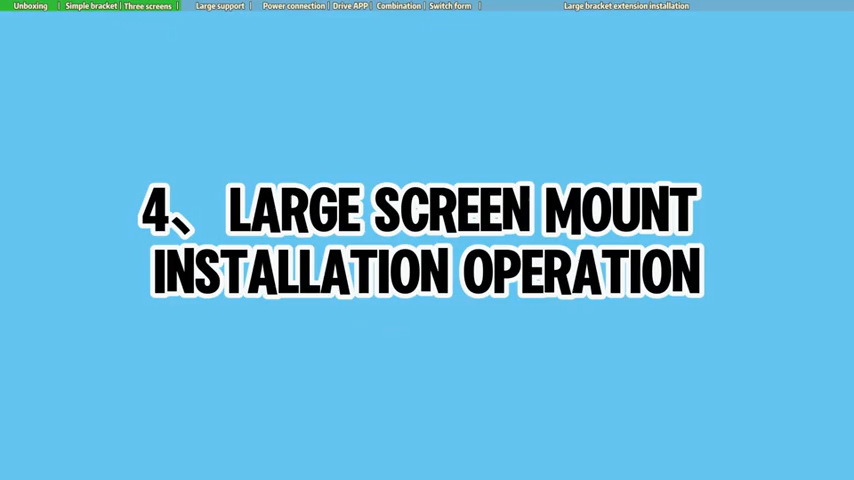 Unboxing | Simple bracket | Three screens | Large support | Power connection | Drive APP | Combination | Switch form | Large bracket extension installation
4、 LARGE SCREEN MOUNT
INSTALLATION OPERATION